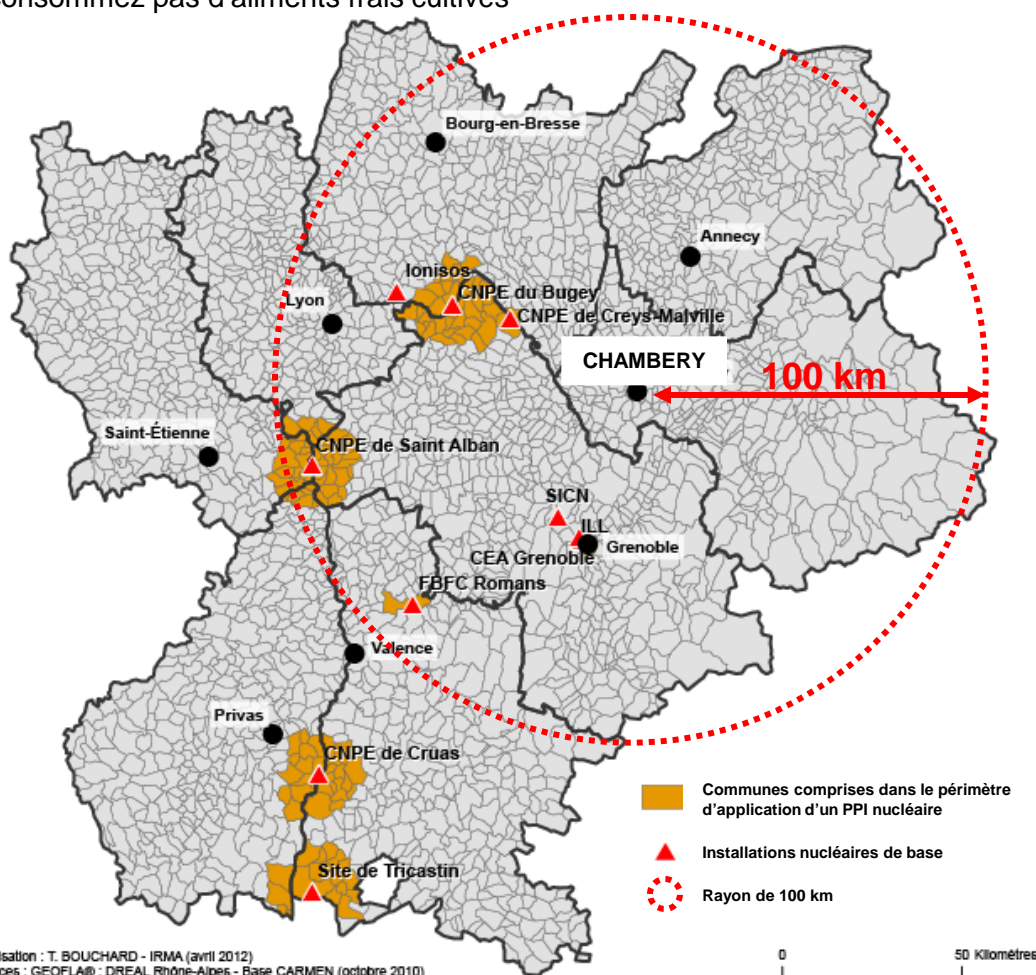 consommez pas d'aliments frais cultivés
Bourg-en-Bresse
Annecy
Ionisos
CNPE du Bugey
Lyon
CNPE de Creys-Malville
CHAMBERY
100 km
Saint-Étienne
CNPE de Saint Alban
SICN
ILL
CEA Grenoble
Grenoble
FBFC Romans
Valence
Privas
CNPE de Cruas
Communes comprises dans le périmètre
d'application d'un PPI nucléaire
Installations nucléaires de base
Site de Tricastin
Rayon de 100 km
isation : T. BOUCHARD - IRMA (avril 2012)
0
50 Kilomètres
ces : GEOFLA® ; DREAL Rhône-Alpes - Base CARMEN (octobre 2010)